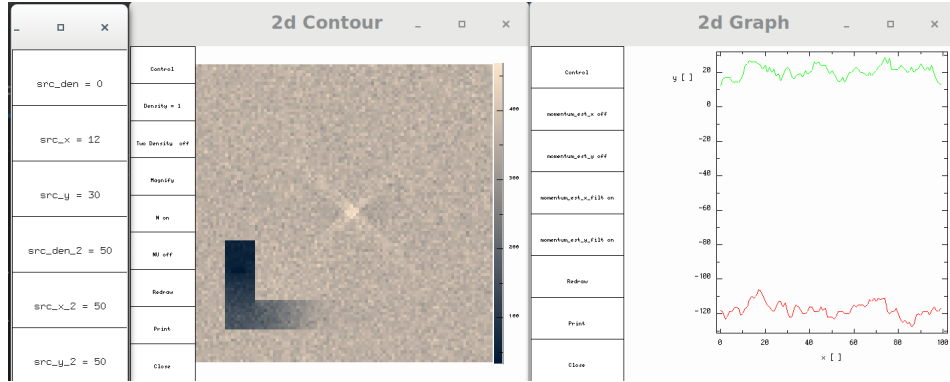 src_den = 0
src_x = 12
src_y = 30
src_den_2 = 50
src_x_2 = 50
src_y_2 = 50
2d Contour
Control
Density = 1
Two Density off
Magnify
N on
NU off
Redraw
Print
Close
400
300
200
100
2d Graph
Control
momentum_est_x off
momentum_est_y off
momentum_est_x_filt on
momentum_est_y_filt on
Redraw
Print
Close
y [ ]
20
0
-20
-40
-60
-80
-100
-120
0 20 40 60 80 100
x [ ]